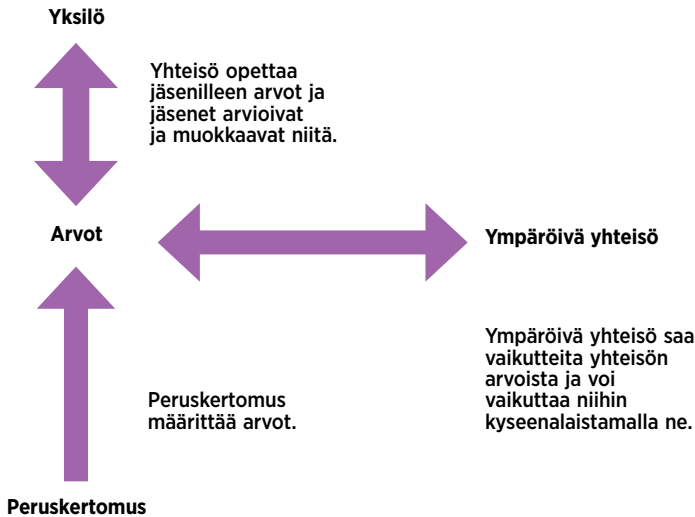 Yksilö
Yhteisö opettaa
jäsenilleen arvot ja
jäsenet arvioivat
ja muokkaavat niitä.
Arvot
Ympäröivä yhteisö
Ympäröivä yhteisö saa
vaikutteita yhteisön
arvoista ja voi
vaikuttaa niihin
kyseenalaistamalla ne.
Peruskertomus
määrittää arvot.
Peruskertomus